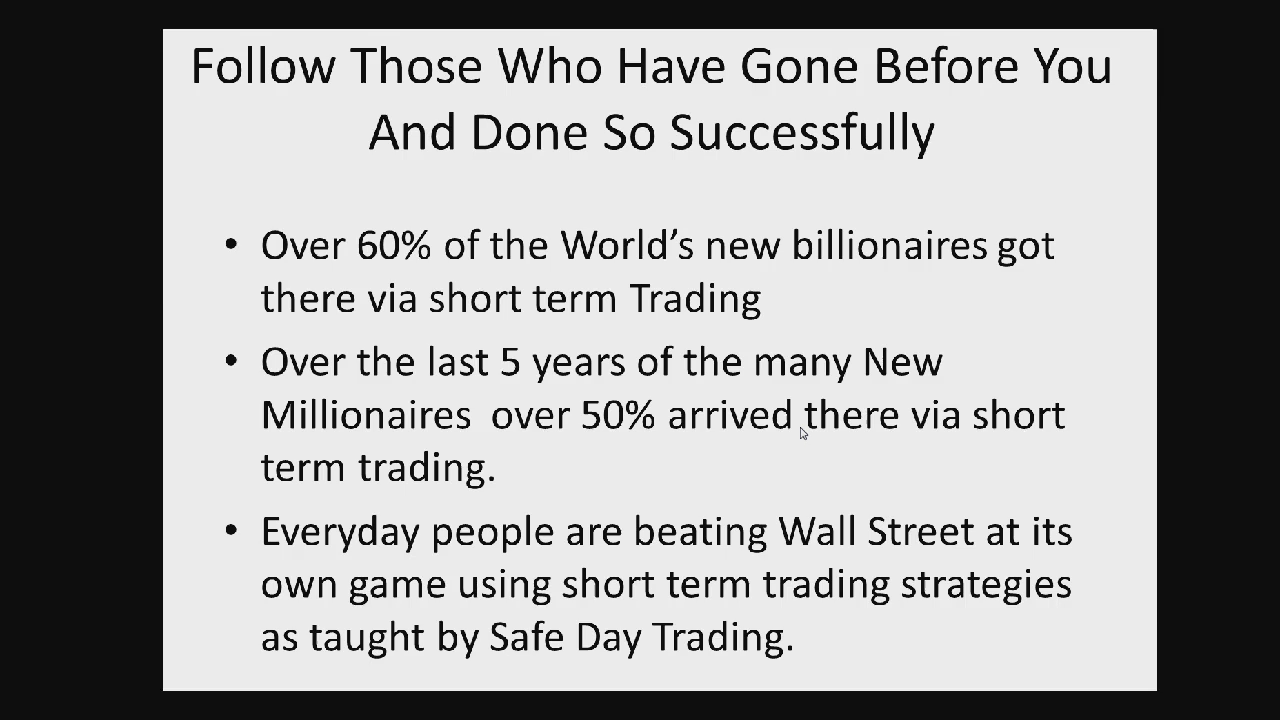 Follow Those Who Have Gone Before You
And Done So Successfully
• Over 60% of the World's new billionaires got
there via short term Trading
• Over the last 5 years of the many New
Millionaires  over 50% arrived there via short
term trading.
• Everyday people are beating Wall Street at its
own game using short term trading strategies
as taught by Safe Day Trading.